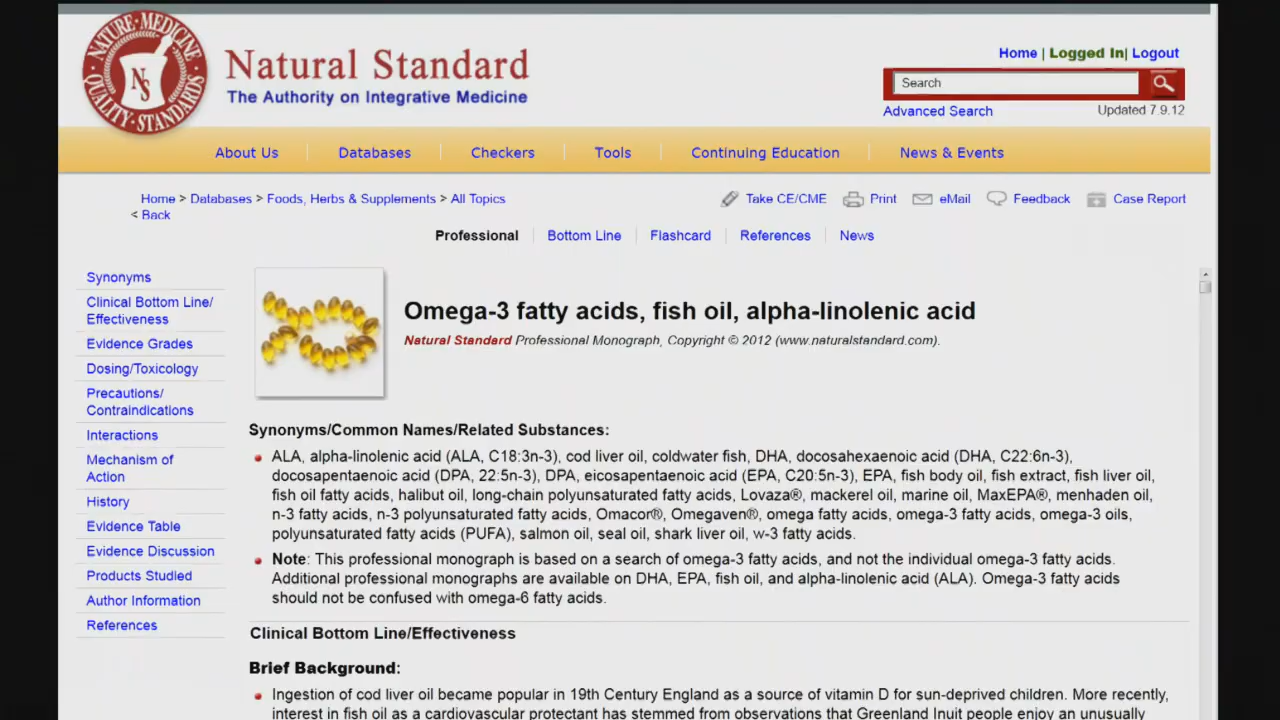 NATURE·MEDICINE
NS
QUALITY·STANDARDS
Natural Standard
The Authority on Integrative Medicine
Home | Logged In| Logout
Search
Advanced Search
Updated 7.9.12
About Us
Databases
Checkers
Tools
Continuing Education
News & Events
Home > Databases > Foods, Herbs & Supplements > All Topics
Take CE/CME
Print
eMail
Feedback
Case Report
< Back
Professional
Bottom Line
Flashcard
References
News
Synonyms
Clinical Bottom Line/
Effectiveness
Evidence Grades
Dosing/Toxicology
Precautions/
Contraindications
Interactions
Mechanism of
Action
History
Evidence Table
Evidence Discussion
Products Studied
Author Information
References
Omega-3 fatty acids, fish oil, alpha-linolenic acid
Natural Standard Professional Monograph, Copyright © 2012 (www.naturalstandard.com).
Synonyms/Common Names/Related Substances:
ALA, alpha-linolenic acid (ALA, C18:3n-3), cod liver oil, coldwater fish, DHA, docosahexaenoic acid (DHA, C22:6n-3),
docosapentaenoic acid (DPA, 22:5n-3), DPA, eicosapentaenoic acid (EPA, C20:5n-3), EPA, fish body oil, fish extract, fish liver oil,
fish oil fatty acids, halibut oil, long-chain polyunsaturated fatty acids, Lovaza®, mackerel oil, marine oil, MaxEPA®, menhaden oil,
n-3 fatty acids, n-3 polyunsaturated fatty acids, Omacor®, Omegaven®, omega fatty acids, omega-3 fatty acids, omega-3 oils,
polyunsaturated fatty acids (PUFA), salmon oil, seal oil, shark liver oil, w-3 fatty acids.
Note: This professional monograph is based on a search of omega-3 fatty acids, and not the individual omega-3 fatty acids.
Additional professional monographs are available on DHA, EPA, fish oil, and alpha-linolenic acid (ALA). Omega-3 fatty acids
should not be confused with omega-6 fatty acids.
Clinical Bottom Line/Effectiveness
Brief Background:
Ingestion of cod liver oil became popular in 19th Century England as a source of vitamin D for sun-deprived children. More recently,
interest in fish oil as a cardiovascular protectant has stemmed from observations that Greenland Inuit people enjoy an unusually